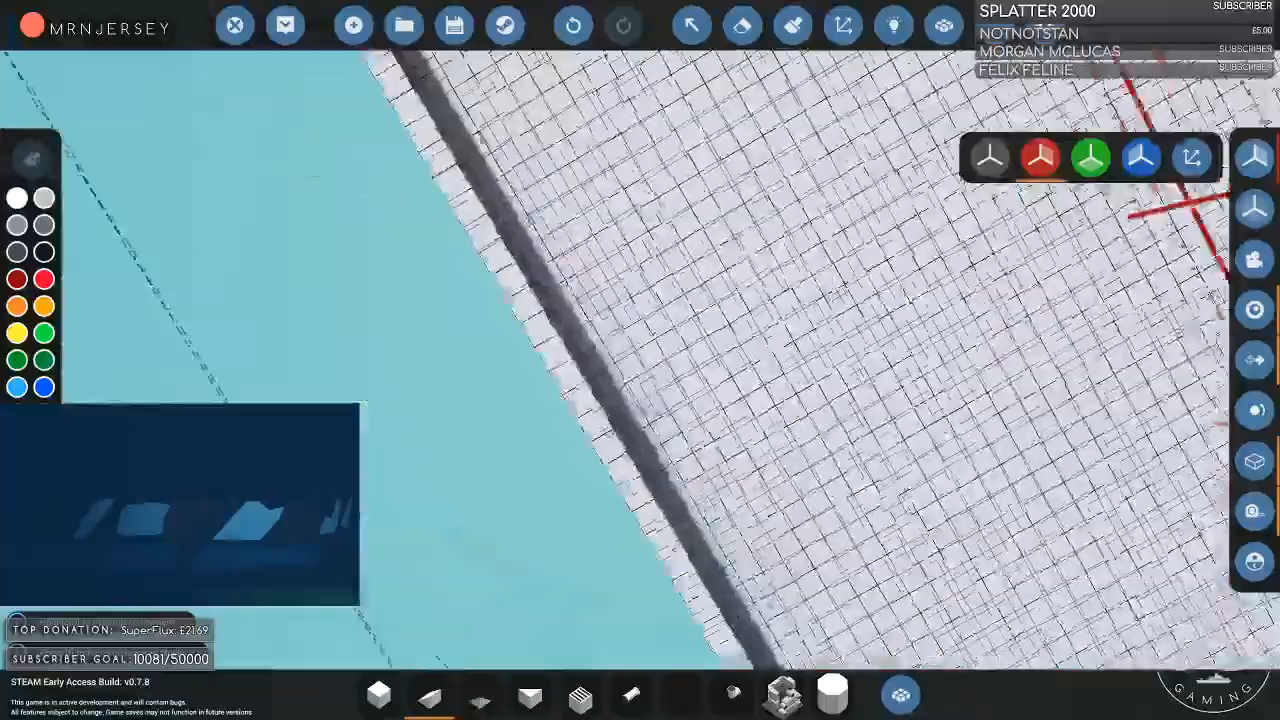 MRNJERSEY
SPLATTER 2000 SUBSCRIBER
NOTNOTSTAN £5.00
MORGAN MCLUCAS SUBSCRIBER
FELIX FELINE SUBSCRIBER
TOP DONATION: SuperFlux: £21.69
SUBSCRIBER GOAL: 10081/50000
STEAM Early Access Build: v0.7.8
This game is in active development and will contain bugs.
All features subject to change. Game saves may not function in future versions
GAMING